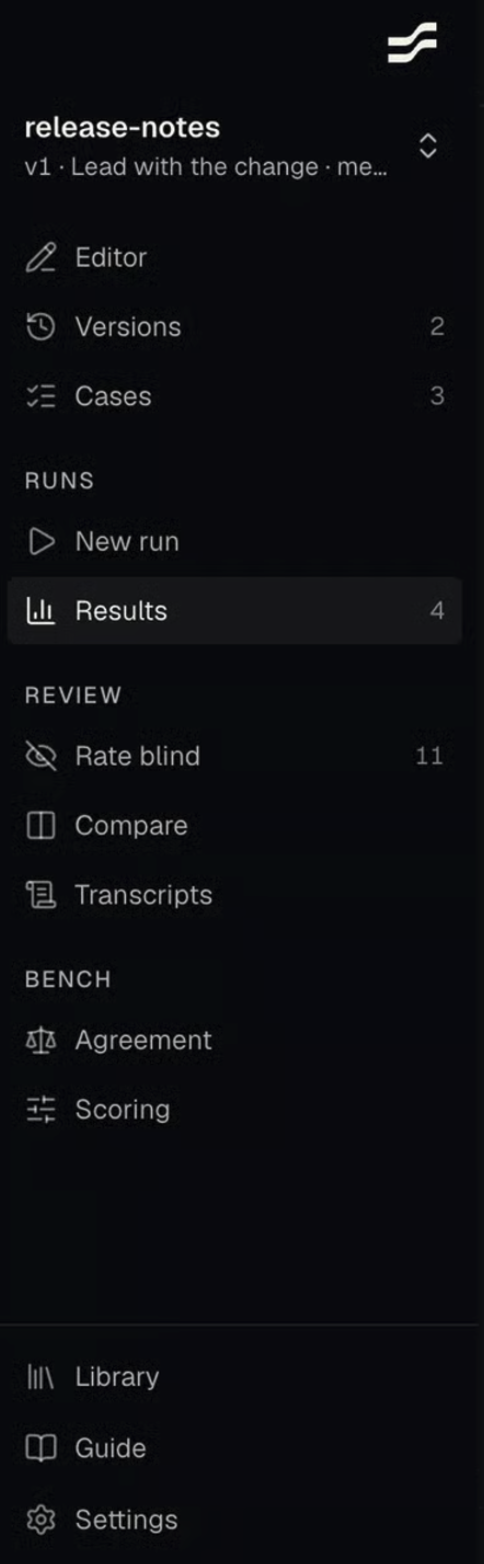 release-notes
v1 · Lead with the change · me...
Editor
Versions 2
Cases 3
RUNS
New run
Results 4
REVIEW
Rate blind 11
Compare
Transcripts
BENCH
Agreement
Scoring
Library
Guide
Settings